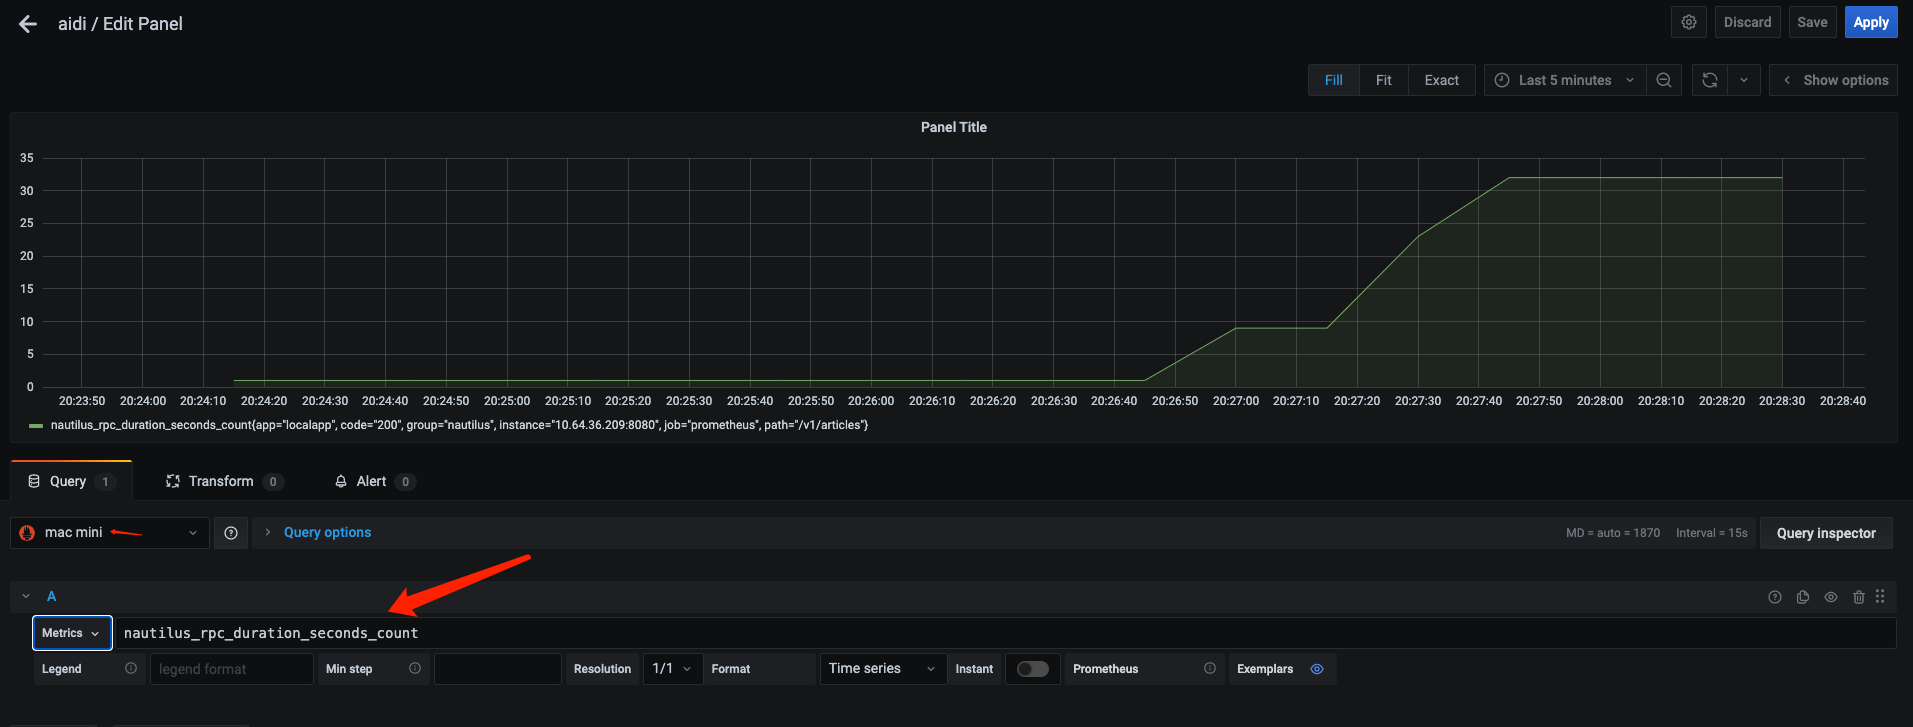 aidi / Edit Panel
Discard
Save
Apply
Fill
Fit
Exact
Last 5 minutes
Show options
Panel Title
35
30
25
20
15
10
5
0
20:23:50 20:24:00 20:24:10 20:24:20 20:24:30 20:24:40 20:24:50 20:25:00 20:25:10 20:25:20 20:25:30 20:25:40 20:25:50 20:26:00 20:26:10 20:26:20 20:26:30 20:26:40 20:26:50 20:27:00 20:27:10 20:27:20 20:27:30 20:27:40 20:27:50 20:28:00 20:28:10 20:28:20 20:28:30 20:28:40
nautilus_rpc_duration_seconds_count{app="localapp", code="200", group="nautilus", instance="10.64.36.209:8080", job="prometheus", path="/v1/articles"}
Query 1
Transform 0
Alert 0
mac mini
Query options
MD = auto = 1870
Interval = 15s
Query inspector
A
Metrics
nautilus_rpc_duration_seconds_count
Legend
legend format
Min step
Resolution
1/1
Format
Time series
Instant
Prometheus
Exemplars